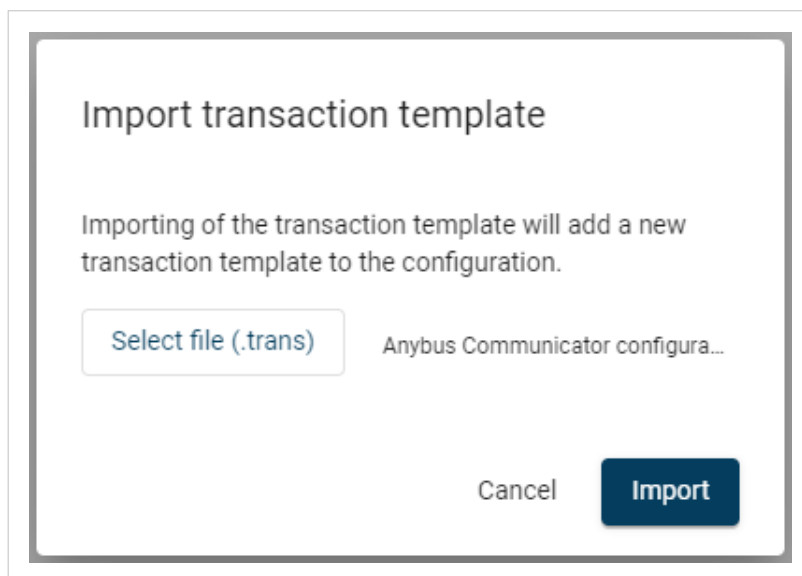 Import transaction template
Importing of the transaction template will add a new
transaction template to the configuration.
Select file (.trans)
Anybus Communicator configura...
Cancel
Import